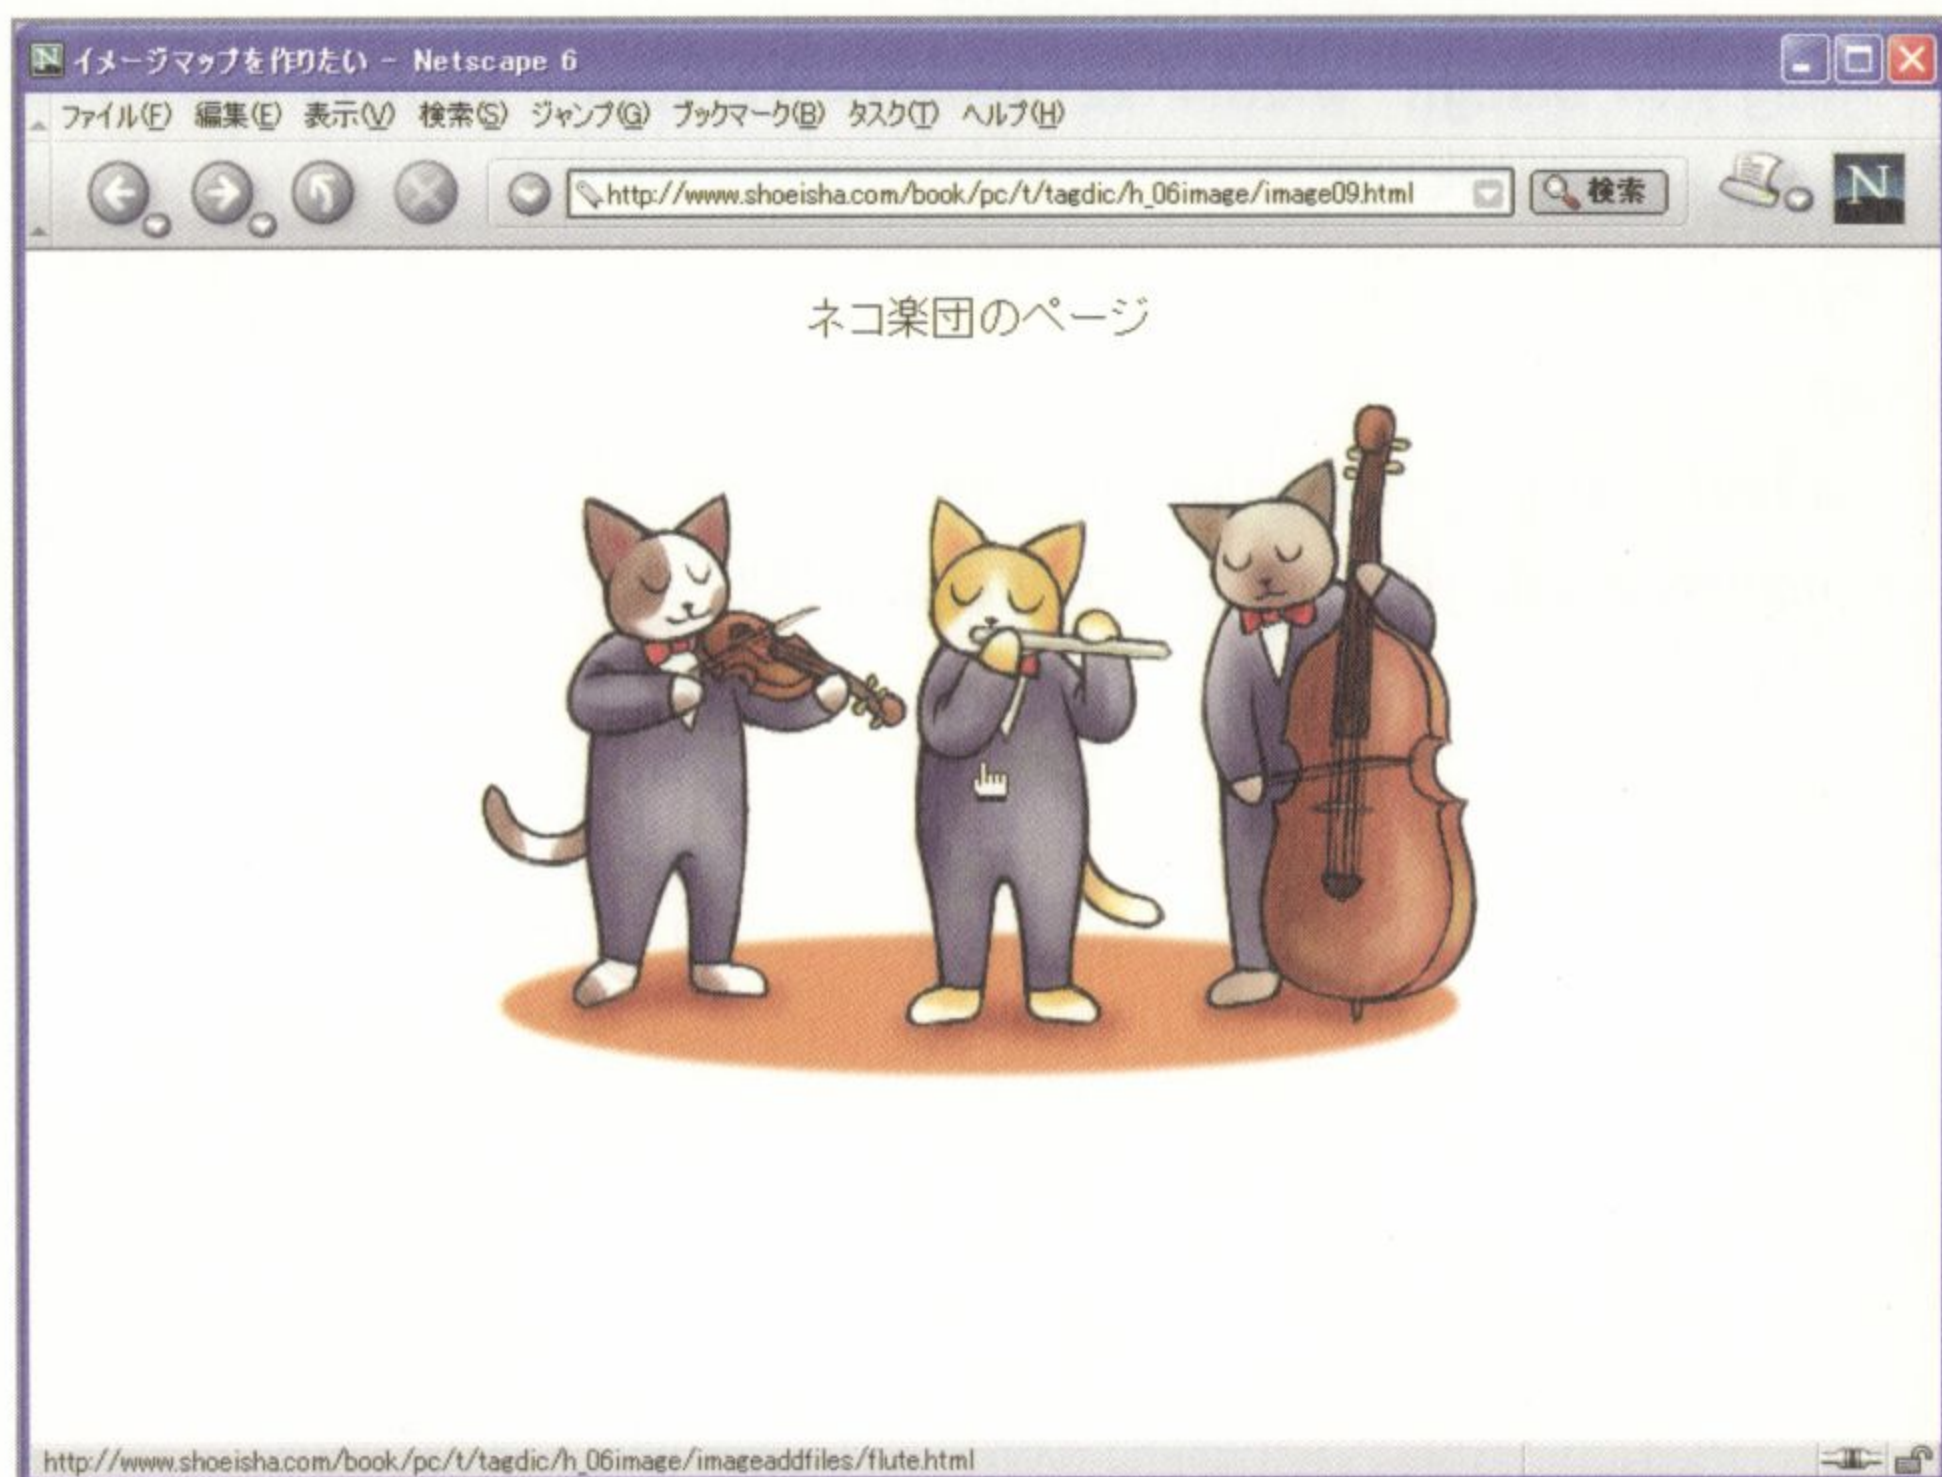 イメージマップを作りたい - Netscape 6
ファイル(F) 編集(E) 表示(V) 検索(S) ジャンプ(G) ブックマーク(B) タスク(T) ヘルプ(H)
http://www.shoeisha.com/book/pc/t/tagdic/h_06image/image09.html 検索 N
ネコ楽団のページ
http://www.shoeisha.com/book/pc/t/tagdic/h_06image/imageaddfiles/flute.html